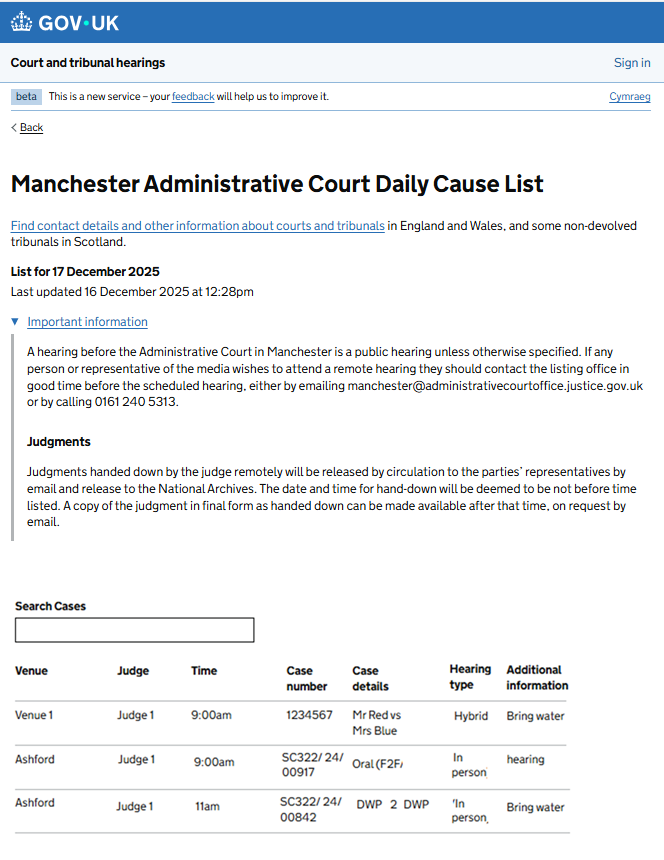 GOV·UK
Court and tribunal hearings Sign in
beta This is a new service – your feedback will help us to improve it. Cymraeg
Back
Manchester Administrative Court Daily Cause List
Find contact details and other information about courts and tribunals in England and Wales, and some non-devolved
tribunals in Scotland.
List for 17 December 2025
Last updated 16 December 2025 at 12:28pm
Important information
A hearing before the Administrative Court in Manchester is a public hearing unless otherwise specified. If any
person or representative of the media wishes to attend a remote hearing they should contact the listing office in
good time before the scheduled hearing, either by emailing manchester@administrativecourtoffice.justice.gov.uk
or by calling 0161 240 5313.
Judgments
Judgments handed down by the judge remotely will be released by circulation to the parties' representatives by
email and release to the National Archives. The date and time for hand-down will be deemed to be not before time
listed. A copy of the judgment in final form as handed down can be made available after that time, on request by
email.
Search Cases
Venue Judge Time Case number Case details Hearing type Additional information
Venue 1 Judge 1 9:00am 1234567 Mr Red vs Mrs Blue Hybrid Bring water
Ashford Judge 1 9:00am SC322/24/00917 Oral (F2F/ In person hearing
Ashford Judge 1 11am SC322/24/00842 DWP 2 DWP 'In person, Bring water